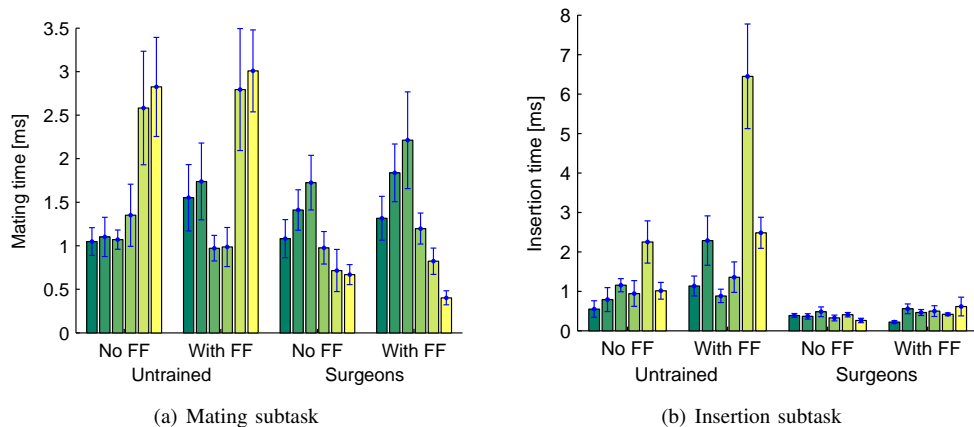 3.5
3
2.5
2
1.5
1
0.5
0
Mating time [ms]
No FF With FF No FF With FF
Untrained Surgeons
(a) Mating subtask
8
7
6
5
4
3
2
1
0
Insertion time [ms]
No FF With FF No FF With FF
Untrained Surgeons
(b) Insertion subtask